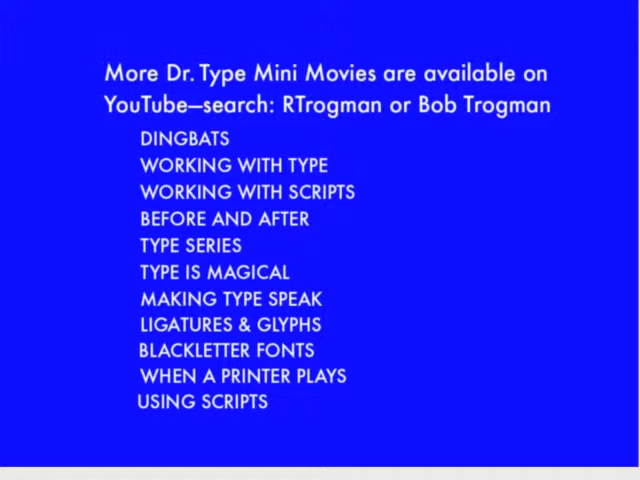 More Dr. Type Mini Movies are available on
YouTube—search: RTrogman or Bob Trogman
DINGBATS
WORKING WITH TYPE
WORKING WITH SCRIPTS
BEFORE AND AFTER
TYPE SERIES
TYPE IS MAGICAL
MAKING TYPE SPEAK
LIGATURES & GLYPHS
BLACKLETTER FONTS
WHEN A PRINTER PLAYS
USING SCRIPTS